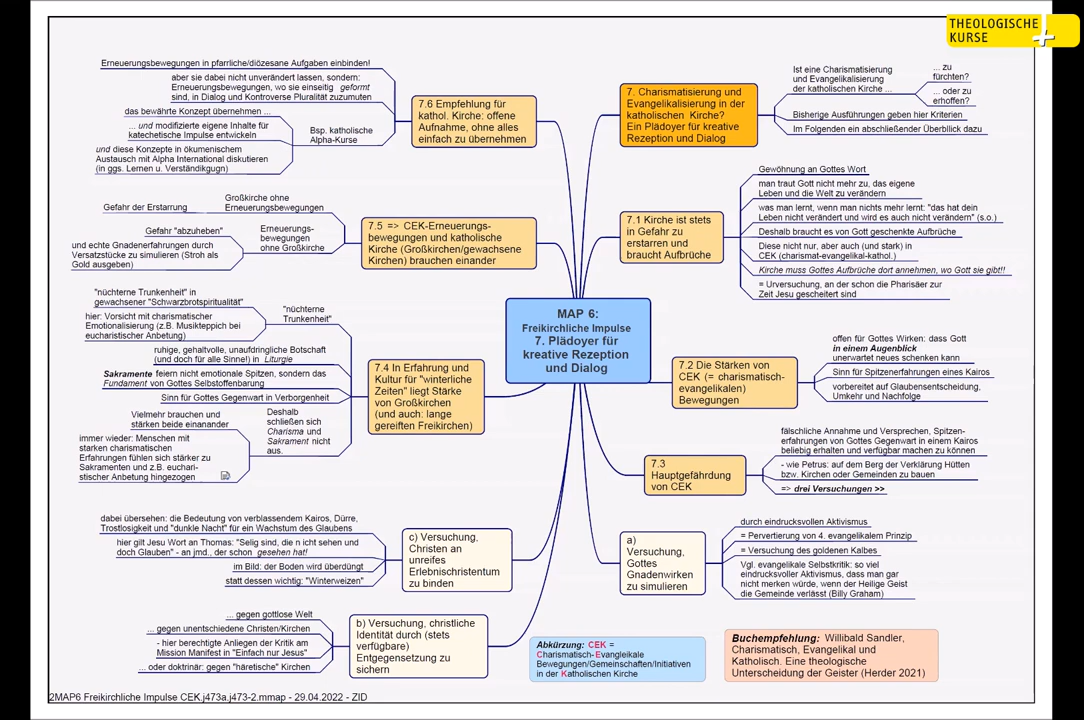 THEOLOGISCHE
KURSE
MAP 6:
Freikirchliche Impulse
7. Plädoyer für
kreative Rezeption
und Dialog
7. Charismatisierung und
Evangelikalisierung in der
katholischen Kirche?
Ein Plädoyer für kreative
Rezeption und Dialog
Ist eine Charismatisierung
und Evangelikalisierung
der katholischen Kirche ...
... zu
fürchten?
... oder zu
erhoffen?
Bisherige Ausführungen geben hier Kriterien
Im Folgenden ein abschließender Überbllick dazu
7.1 Kirche ist stets
in Gefahr zu
erstarren und
braucht Aufbrüche
Gewöhnung an Gottes Wort
man traut Gott nicht mehr zu, das eigene
Leben und die Welt zu verändern
was man lernt, wenn man nichts mehr lernt: "das hat dein
Leben nicht verändert und wird es auch nicht verändern" (s.o.)
Deshalb braucht es von Gott geschenkte Aufbrüche
Diese nicht nur, aber auch (und stark) in
CEK (charismat-evangelikal-kathol.)
Kirche muss Gottes Aufbrüche dort annehmen, wo Gott sie gibt!!
= Urversuchung, an der schon die Pharisäer zur
Zeit Jesu gescheitert sind
7.2 Die Stärken von
CEK (= charismatisch-
evangelikalen)
Bewegungen
offen für Gottes Wirken: dass Gott
in einem Augenblick
unerwartet neues schenken kann
Sinn für Spitzenerfahrungen eines Kairos
vorbereitet auf Glaubensentscheidung,
Umkehr und Nachfolge
7.3
Hauptgefährdung
von CEK
fälschliche Annahme und Versprechen, Spitzen-
erfahrungen von Gottes Gegenwart in einem Kairos
beliebig erhalten und verfügbar machen zu können
- wie Petrus: auf dem Berg der Verklärung Hütten
bzw. Kirchen oder Gemeinden zu bauen
=> drei Versuchungen >>
a)
Versuchung,
Gottes
Gnadenwirken
zu simulieren
durch eindrucksvollen Aktivismus
= Pervertierung von 4. evangelikalem Prinzip
= Versuchung des goldenen Kalbes
Vgl. evangelikale Selbstkritik: so viel
eindrucksvoller Aktivismus, dass man gar
nicht merken würde, wenn der Heilige Geist
die Gemeinde verlässt (Billy Graham)
b) Versuchung, christliche
Identität durch (stets
verfügbare)
Entgegensetzung zu
sichern
... gegen gottlose Welt
... gegen unentschiedene Christen/Kirchen
- hier berechtigte Anliegen der Kritik am
Mission Manifest in "Einfach nur Jesus"
... oder doktrinär: gegen "häretische" Kirchen
c) Versuchung,
Christen an
unreifes
Erlebnischristentum
zu binden
dabei übersehen: die Bedeutung von verblassendem Kairos, Dürre,
Trostlosigkeit und "dunkle Nacht" für ein Wachstum des Glaubens
hier gilt Jesu Wort an Thomas: "Selig sind, die n icht sehen und
doch Glauben" - an jmd., der schon gesehen hat!
im Bild: der Boden wird überdüngt
statt dessen wichtig: "Winterweizen"
7.4 In Erfahrung und
Kultur für "winterliche
Zeiten" liegt Stärke
von Großkirchen
(und auch: lange
gereiften Freikirchen)
"nüchterne
Trunkenheit"
"nüchterne Trunkenheit" in
gewachsener "Schwarzbrotspiritualität"
hier: Vorsicht mit charismatischer
Emotionalisierung (z.B. Musikteppich bei
eucharistischer Anbetung)
ruhige, gehaltvolle, unaufdringliche Botschaft
(und doch für alle Sinne!) in Liturgie
Sakramente feiern nicht emotionale Spitzen, sondern das
Fundament von Gottes Selbstoffenbarung
Sinn für Gottes Gegenwart in Verborgenheit
Deshalb
schließen sich
Charisma und
Sakrament nicht
aus.
Vielmehr brauchen und
stärken beide einanander
immer wieder: Menschen mit
starken charismatischen
Erfahrungen fühlen sich stärker zu
Sakramenten und z.B. euchari-
stischer Anbetung hingezogen
7.5 => CEK-Erneuerungs-
bewegungen und katholische
Kirche (Großkirchen/gewachsene
Kirchen) brauchen einander
Großkirche ohne
Erneuerungsbewegungen
Gefahr der Erstarrung
Erneuerungs-
bewegungen
ohne Großkirche
Gefahr "abzuheben"
und echte Gnadenerfahrungen durch
Versatzstücke zu simulieren (Stroh als
Gold ausgeben)
7.6 Empfehlung für
kathol. Kirche: offene
Aufnahme, ohne alles
einfach zu übernehmen
Erneuerungsbewegungen in pfarrliche/diözesane Aufgaben einbinden!
aber sie dabei nicht unverändert lassen, sondern:
Erneuerungsbewegungen, wo sie einseitig geformt
sind, in Dialog und Kontroverse Pluralität zuzumuten
Bsp. katholische
Alpha-Kurse
das bewährte Konzept übernehmen ...
... und modifizierte eigene Inhalte für
katechetische Impulse entwickeln
und diese Konzepte in ökumenischem
Austausch mit Alpha International diskutieren
(in ggs. Lernen u. Verständikgugn)
Abkürzung: CEK =
Charismatisch-Evangleikale
Bewegungen/Gemeinschaften/Initiativen
in der Katholischen Kirche
Buchempfehlung: Willibald Sandler,
Charismatisch, Evangelikal und
Katholisch. Eine theologische
Unterscheidung der Geister (Herder 2021)
2MAP6 Freikirchliche Impulse CEK.j473a.j473-2.mmap - 29.04.2022 - ZID